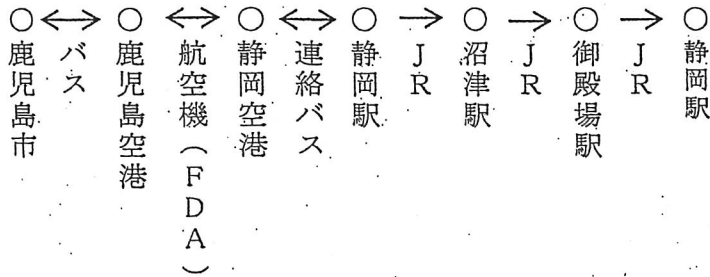 ○↔○↔○↔○→○→○→○
鹿児島市
バス
鹿児島空港
航空機（FDA）
静岡空港
連絡バス
静岡駅
JR
沼津駅
JR
御殿場駅
JR
静岡駅